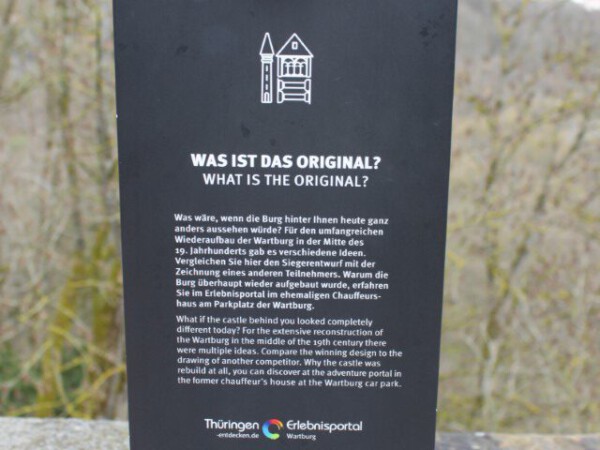 WAS IST DAS ORIGINAL?
WHAT IS THE ORIGINAL?
Was wäre, wenn die Burg hinter Ihnen heute ganz
anders aussehen würde? Für den umfangreichen
Wiederaufbau der Wartburg in der Mitte des
19. Jahrhunderts gab es verschiedene Ideen.
Vergleichen Sie hier den Siegerentwurf mit der
Zeichnung eines anderen Teilnehmers. Warum die
Burg überhaupt wieder aufgebaut wurde, erfahren
Sie im Erlebnisportal im ehemaligen Chauffeurs-
haus am Parkplatz der Wartburg.
What if the castle behind you looked completely
different today? For the extensive reconstruction of
the Wartburg in the middle of the 19th century there
were multiple ideas. Compare the winning design to the
drawing of another competitor. Why the castle was
rebuild at all, you can discover at the adventure portal in
the former chauffeur's house at the Wartburg car park.
Thüringen
-entdecken.de
Erlebnisportal
Wartburg